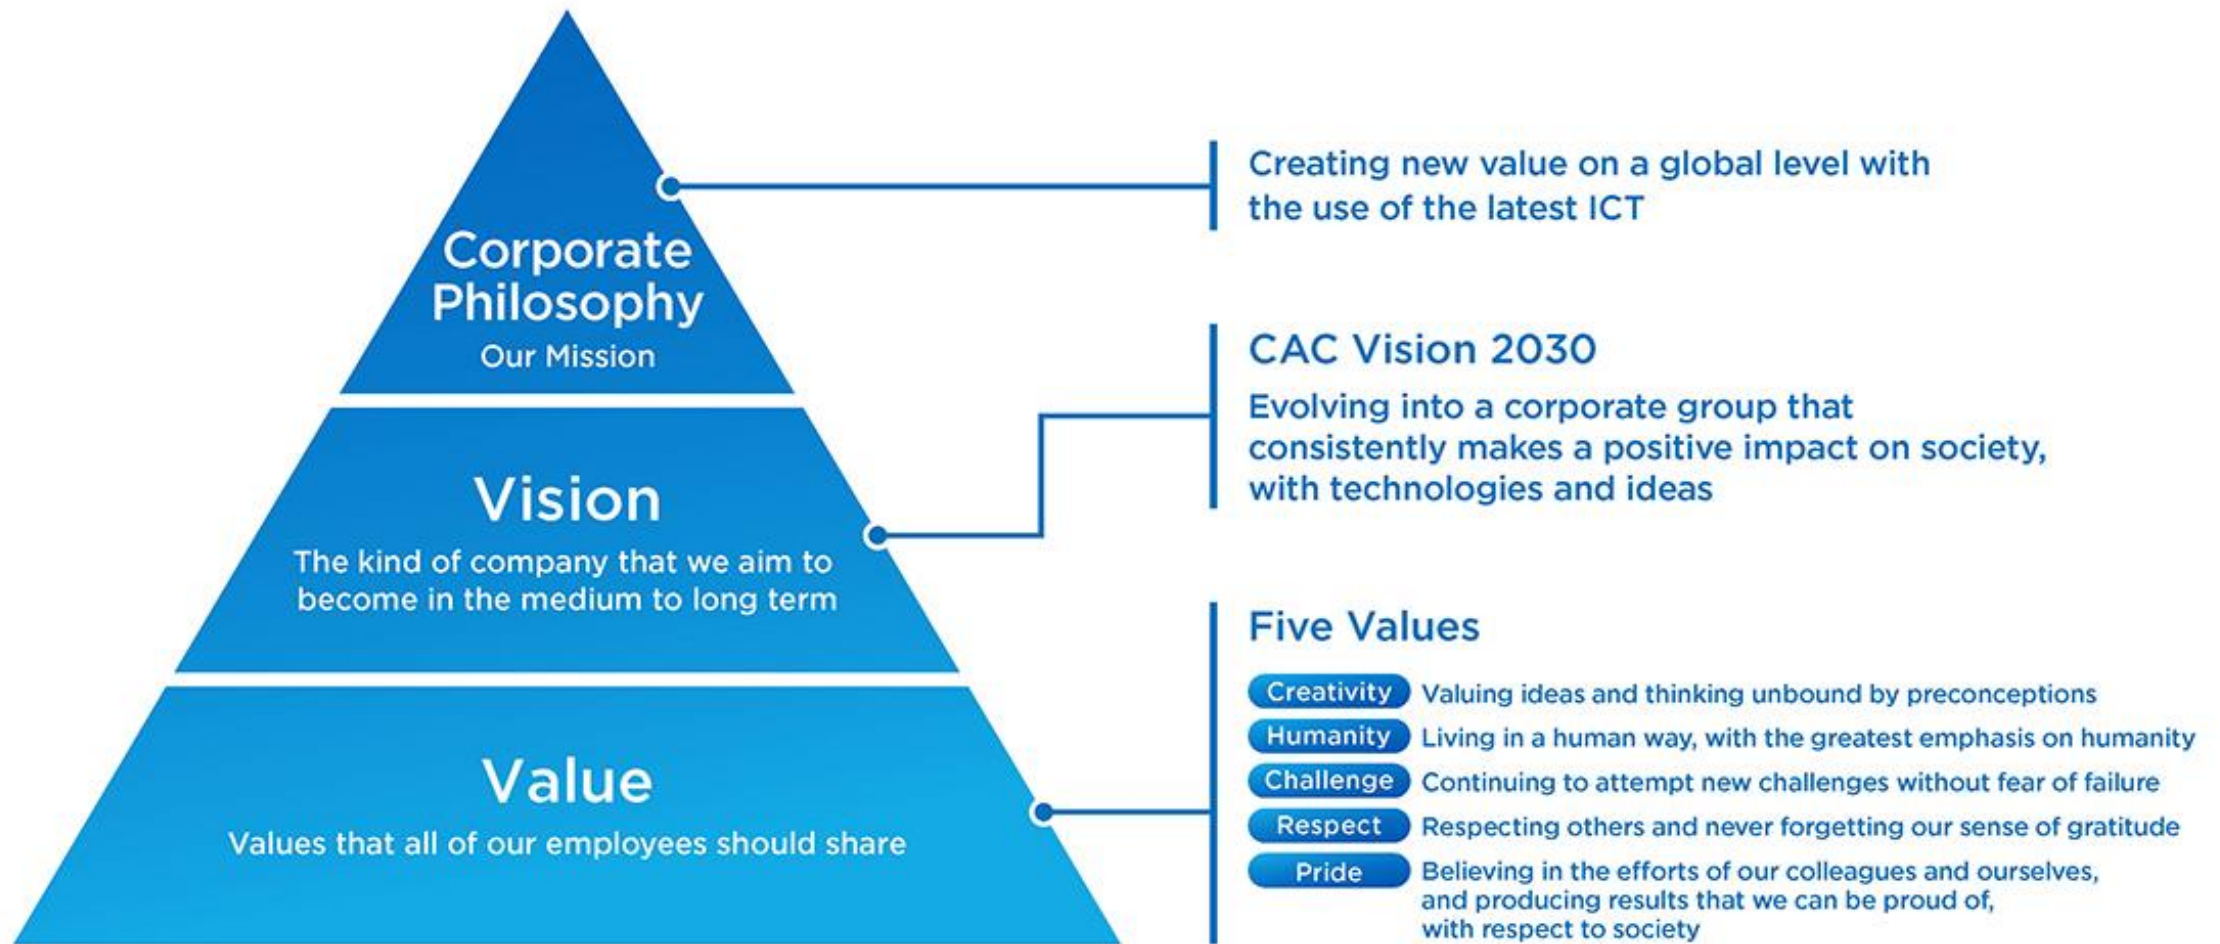 Corporate
Philosophy
Our Mission
Creating new value on a global level with
the use of the latest ICT
Vision
The kind of company that we aim to
become in the medium to long term
CAC Vision 2030
Evolving into a corporate group that
consistently makes a positive impact on society,
with technologies and ideas
Value
Values that all of our employees should share
Five Values
Creativity Valuing ideas and thinking unbound by preconceptions
Humanity Living in a human way, with the greatest emphasis on humanity
Challenge Continuing to attempt new challenges without fear of failure
Respect Respecting others and never forgetting our sense of gratitude
Pride Believing in the efforts of our colleagues and ourselves,
and producing results that we can be proud of,
with respect to society